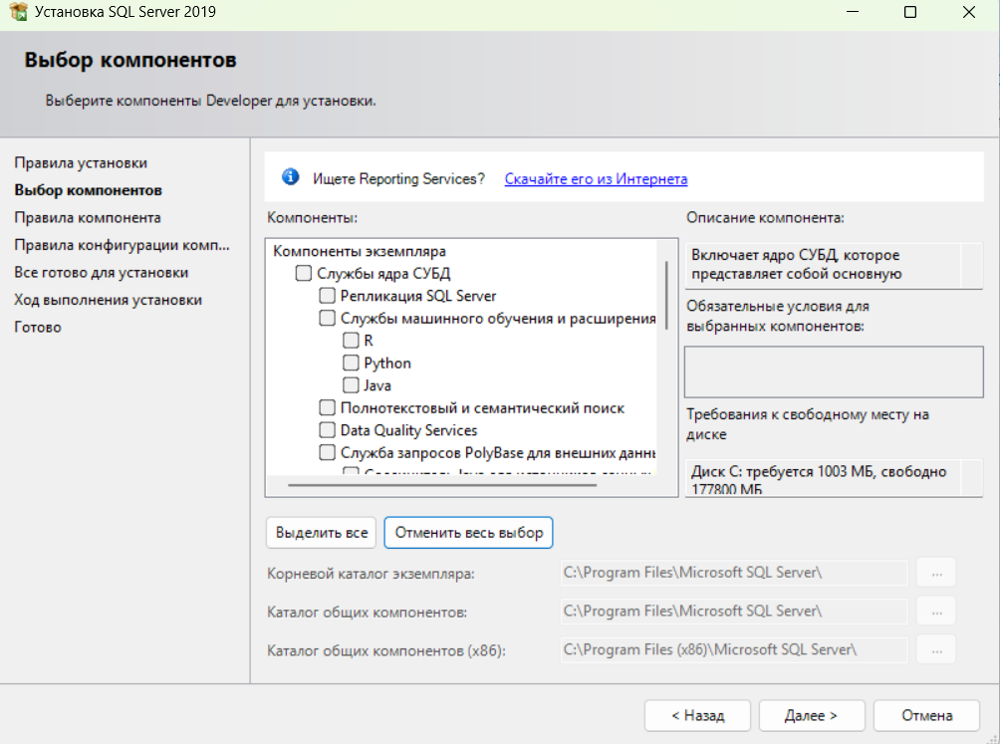 Установка SQL Server 2019
Выбор компонентов
Выберите компоненты Developer для установки.
Правила установки
Выбор компонентов
Правила компонента
Правила конфигурации комп...
Все готово для установки
Ход выполнения установки
Готово
Ищете Reporting Services? Скачайте его из Интернета
Компоненты:
Компоненты экземпляра
Службы ядра СУБД
Репликация SQL Server
Службы машинного обучения и расширения
R
Python
Java
Полнотекстовый и семантический поиск
Data Quality Services
Служба запросов PolyBase для внешних даннь
Описание компонента:
Включает ядро СУБД, которое
представляет собой основную
Обязательные условия для
выбранных компонентов:
Требования к свободному месту на
диске
Диск C: требуется 1003 МБ, свободно
177800 МБ
Выделить все
Отменить весь выбор
Корневой каталог экземпляра: C:\Program Files\Microsoft SQL Server\ ...
Каталог общих компонентов: C:\Program Files\Microsoft SQL Server\ ...
Каталог общих компонентов (x86): C:\Program Files (x86)\Microsoft SQL Server\ ...
< Назад
Далее >
Отмена